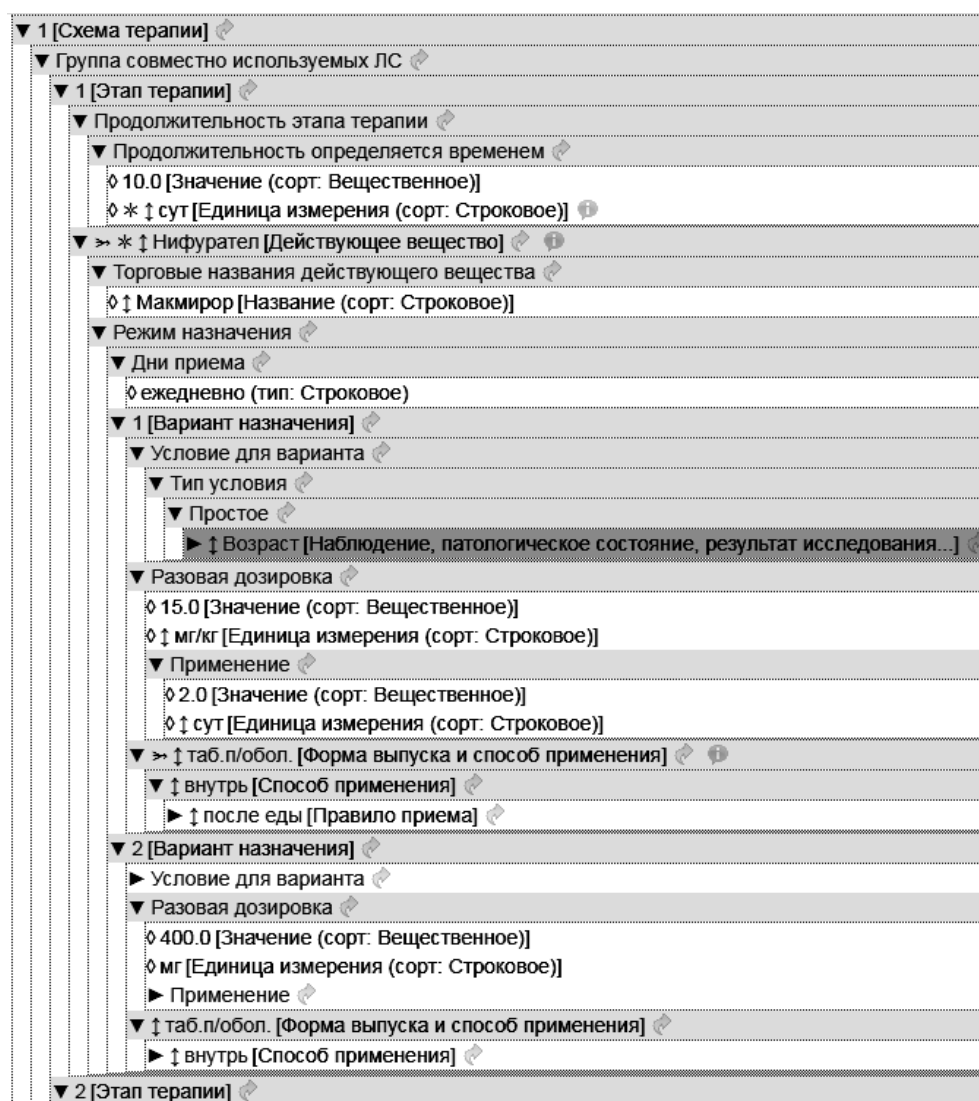 ▼ 1 [Схема терапии]
▼ Группа совместно используемых ЛС
▼ 1 [Этап терапии]
▼ Продолжительность этапа терапии
▼ Продолжительность определяется временем
◊ 10.0 [Значение (сорт: Вещественное)]
◊ ∗ ↕ сут [Единица измерения (сорт: Строковое)]
▼ ⤖ ∗ ↕ Нифурател [Действующее вещество]
▼ Торговые названия действующего вещества
◊ ↕ Макмирор [Название (сорт: Строковое)]
▼ Режим назначения
▼ Дни приема
◊ ежедневно (тип: Строковое)
▼ 1 [Вариант назначения]
▼ Условие для варианта
▼ Тип условия
▼ Простое
► ↕ Возраст [Наблюдение, патологическое состояние, результат исследования...]
▼ Разовая дозировка
◊ 15.0 [Значение (сорт: Вещественное)]
◊ ↕ мг/кг [Единица измерения (сорт: Строковое)]
▼ Применение
◊ 2.0 [Значение (сорт: Вещественное)]
◊ ↕ сут [Единица измерения (сорт: Строковое)]
▼ ⤖ ↕ таб.п/обол. [Форма выпуска и способ применения]
▼ ↕ внутрь [Способ применения]
► ↕ после еды [Правило приема]
▼ 2 [Вариант назначения]
► Условие для варианта
▼ Разовая дозировка
◊ 400.0 [Значение (сорт: Вещественное)]
◊ мг [Единица измерения (сорт: Строковое)]
► Применение
▼ ↕ таб.п/обол. [Форма выпуска и способ применения]
► ↕ внутрь [Способ применения]
▼ 2 [Этап терапии]